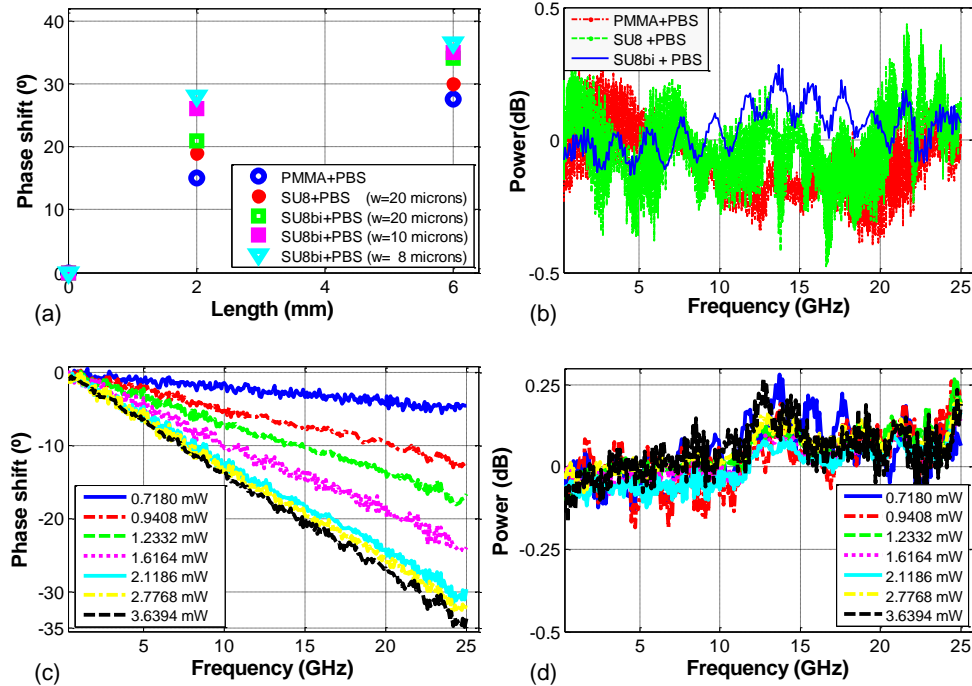 40
30
20
10
0
0
1
2
3
4
5
6
Phase shift (º)
Length (mm)
PMMA+PBS
SU8+PBS (w=20 microns)
SU8bi+PBS (w=20 microns)
SU8bi+PBS (w=10 microns)
SU8bi+PBS (w= 8 microns)
(a)
0.5
0
-0.5
5
10
15
20
25
Power(dB)
Frequency (GHz)
PMMA+PBS
SU8 +PBS
SU8bi + PBS
(b)
0
-10
-20
-30
-35
5
10
15
20
25
Phase shift (º)
Frequency (GHz)
0.7180 mW
0.9408 mW
1.2332 mW
1.6164 mW
2.1186 mW
2.7768 mW
3.6394 mW
(c)
0.5
0.25
0
-0.25
-0.5
5
10
15
20
25
Power (dB)
Frequency (GHz)
0.7180 mW
0.9408 mW
1.2332 mW
1.6164 mW
2.1186 mW
2.7768 mW
3.6394 mW
(d)